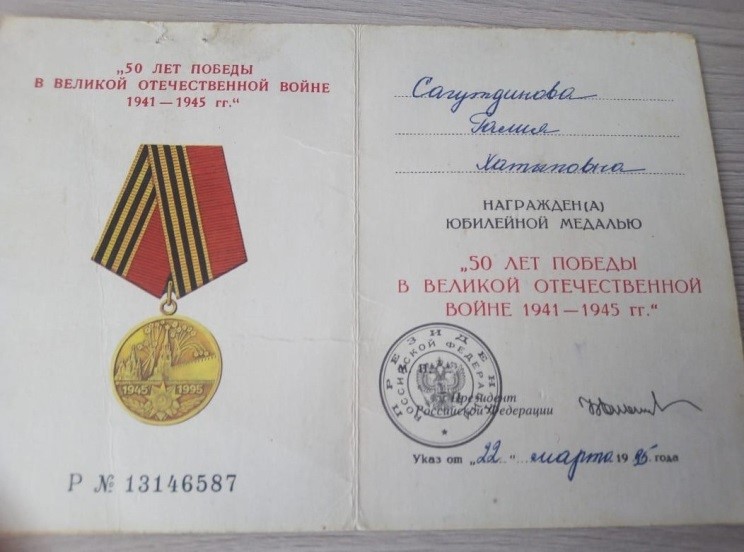 „50 ЛЕТ ПОБЕДЫ
В ВЕЛИКОЙ ОТЕЧЕСТВЕННОЙ ВОЙНЕ
1941—1945 гг.“
1945 1995
Р № 13146587
Сагутдинова
Галия
Хатыповна
НАГРАЖДЕН(А)
ЮБИЛЕЙНОЙ МЕДАЛЬЮ
„50 ЛЕТ ПОБЕДЫ
В ВЕЛИКОЙ ОТЕЧЕСТВЕННОЙ
ВОЙНЕ 1941—1945 гг.“
ПРЕЗИДЕНТ
РОССИЙСКОЙ ФЕДЕРАЦИИ
Президент
Российской Федерации
Указ от „22“ марта 1995 года